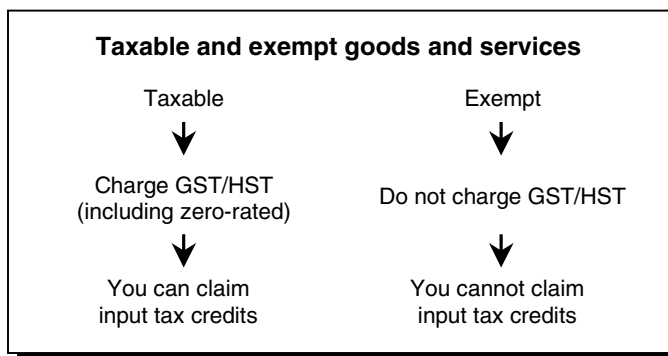 Taxable and exempt goods and services
Taxable
Charge GST/HST
(including zero-rated)
You can claim
input tax credits
Exempt
Do not charge GST/HST
You cannot claim
input tax credits